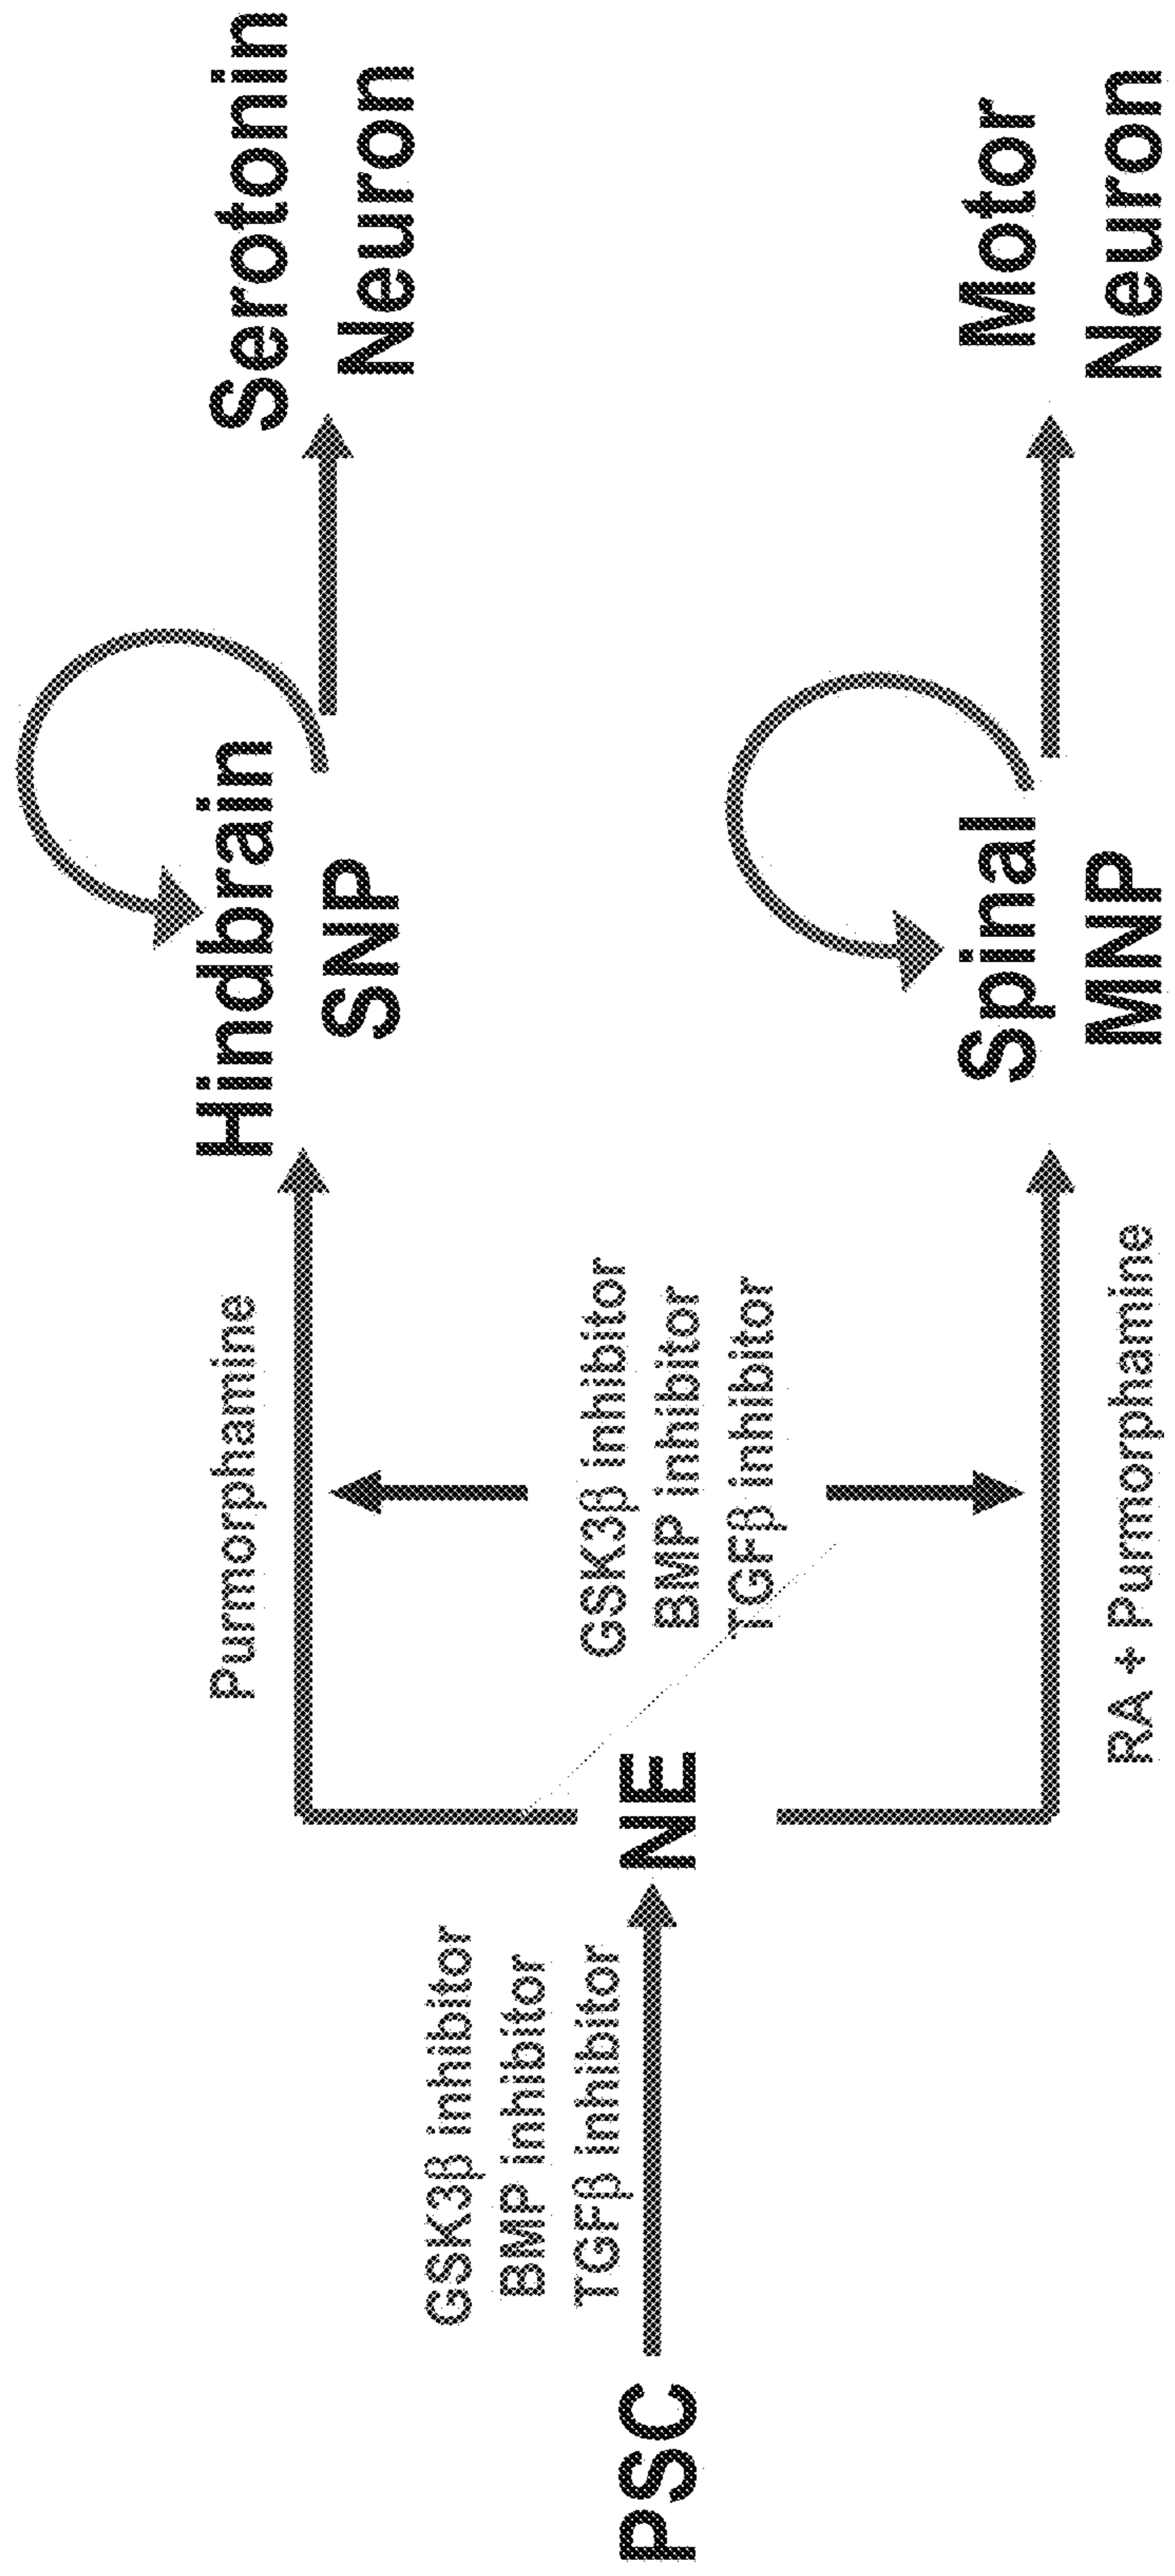 PSC
GSK3β inhibitor
BMP inhibitor
TGFβ inhibitor
NE
Purmorphamine
GSK3β inhibitor
BMP inhibitor
TGFβ inhibitor
RA + Purmorphamine
Hindbrain
SNP
Serotonin
Neuron
Spinal
MNP
Motor
Neuron